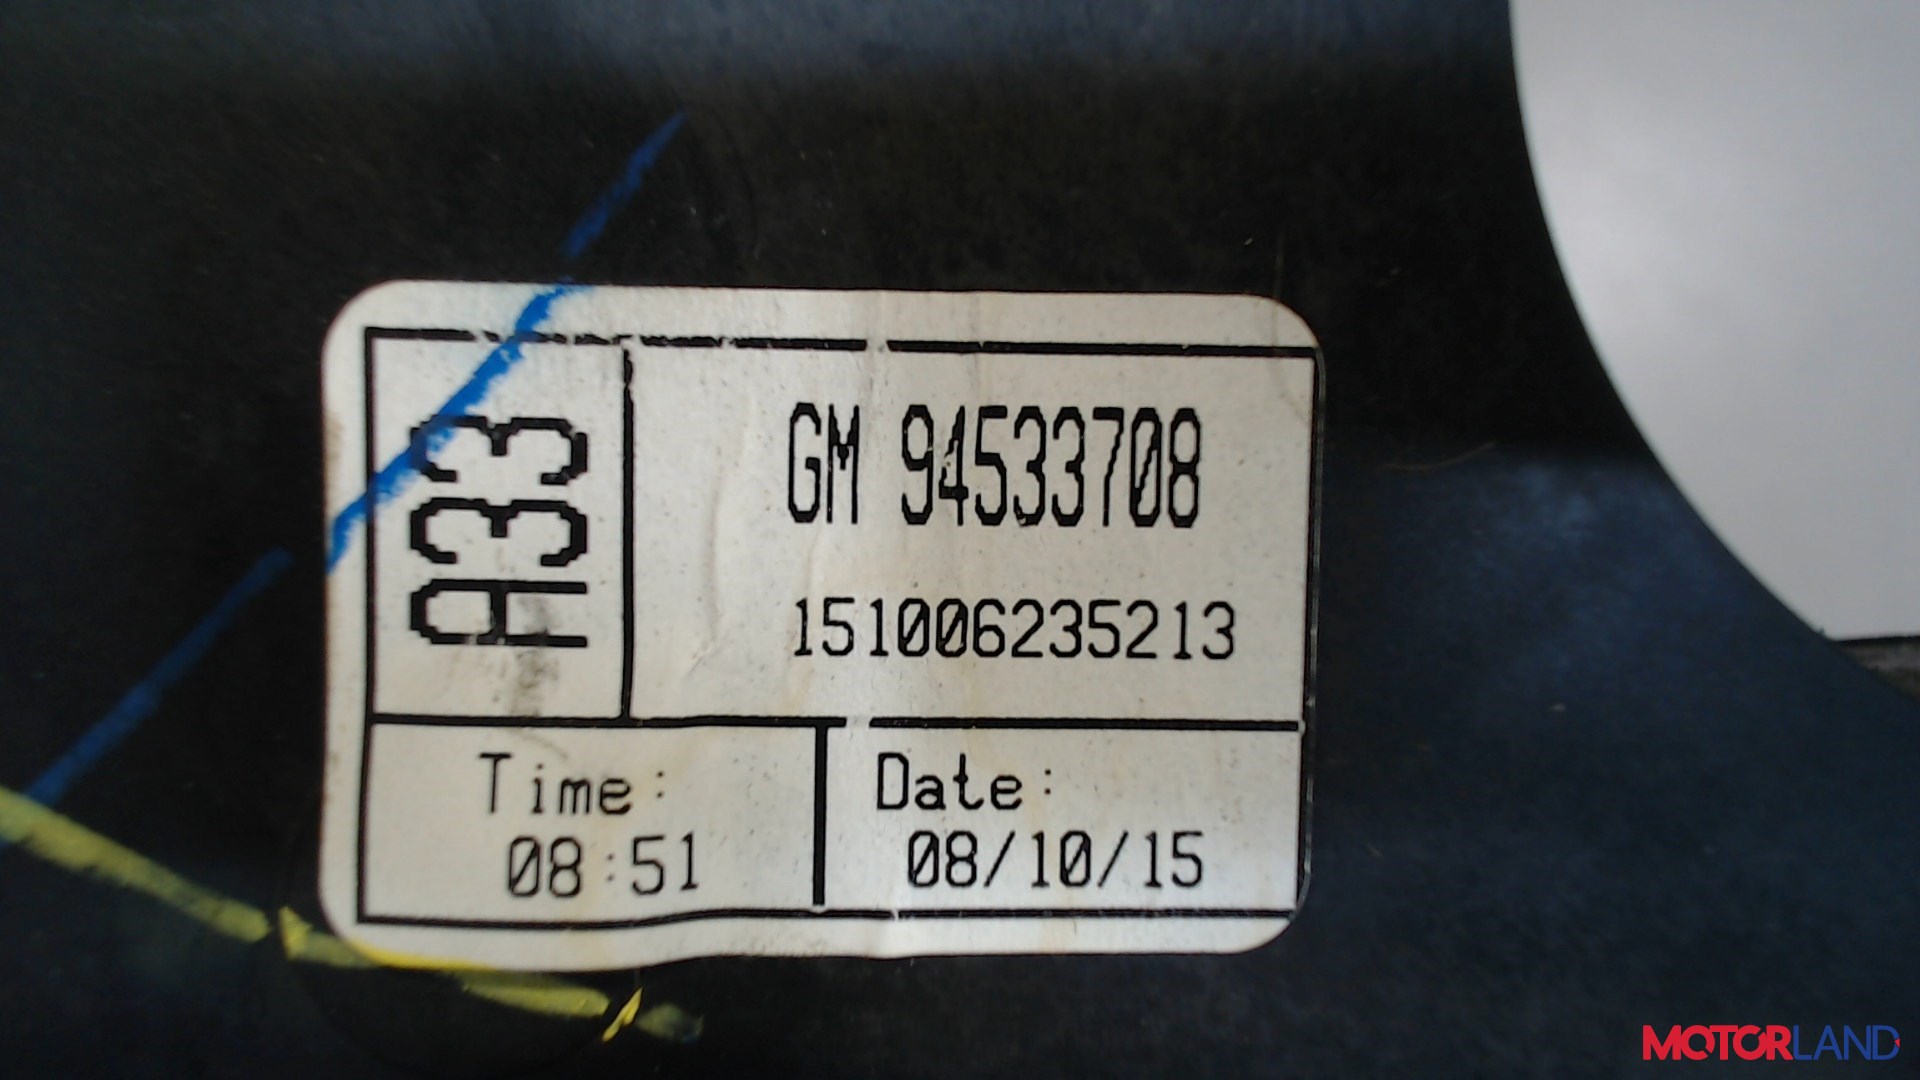 A33
GM 94533708
151006235213
Time:
08:51
Date:
08/10/15
MOTORLAND